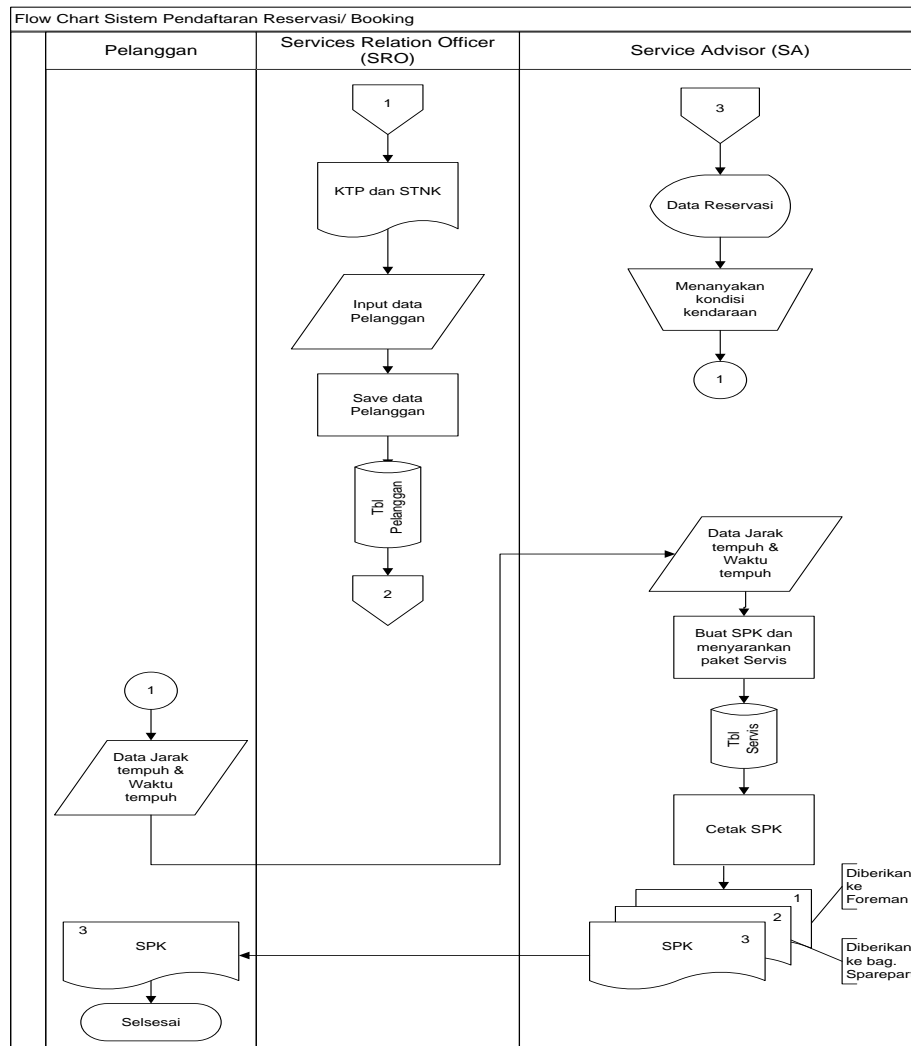 Flow Chart Sistem Pendaftaran Reservasi/ Booking
Pelanggan
Services Relation Officer
(SRO)
Service Advisor (SA)
1
KTP dan STNK
Input data
Pelanggan
Save data
Pelanggan
Tbl
Pelanggan
2
3
Data Reservasi
Menanyakan
kondisi
kendaraan
1
1
Data Jarak
tempuh &
Waktu
tempuh
Data Jarak
tempuh &
Waktu
tempuh
Buat SPK dan
menyarankan
paket Servis
Tbl
Servis
Cetak SPK
1
2
3
SPK
Diberikan
ke
Foreman
Diberikan
ke bag.
Sparepar
3
SPK
Selsesai